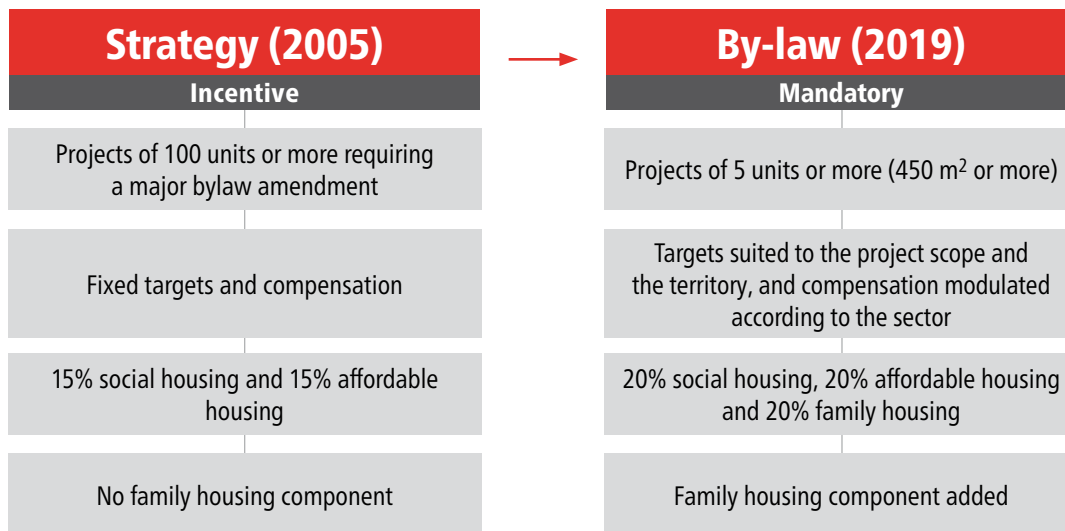 Strategy (2005)
Incentive
Projects of 100 units or more requiring
a major bylaw amendment
Fixed targets and compensation
15% social housing and 15% affordable
housing
No family housing component
By-law (2019)
Mandatory
Projects of 5 units or more (450 m² or more)
Targets suited to the project scope and
the territory, and compensation modulated
according to the sector
20% social housing, 20% affordable housing
and 20% family housing
Family housing component added